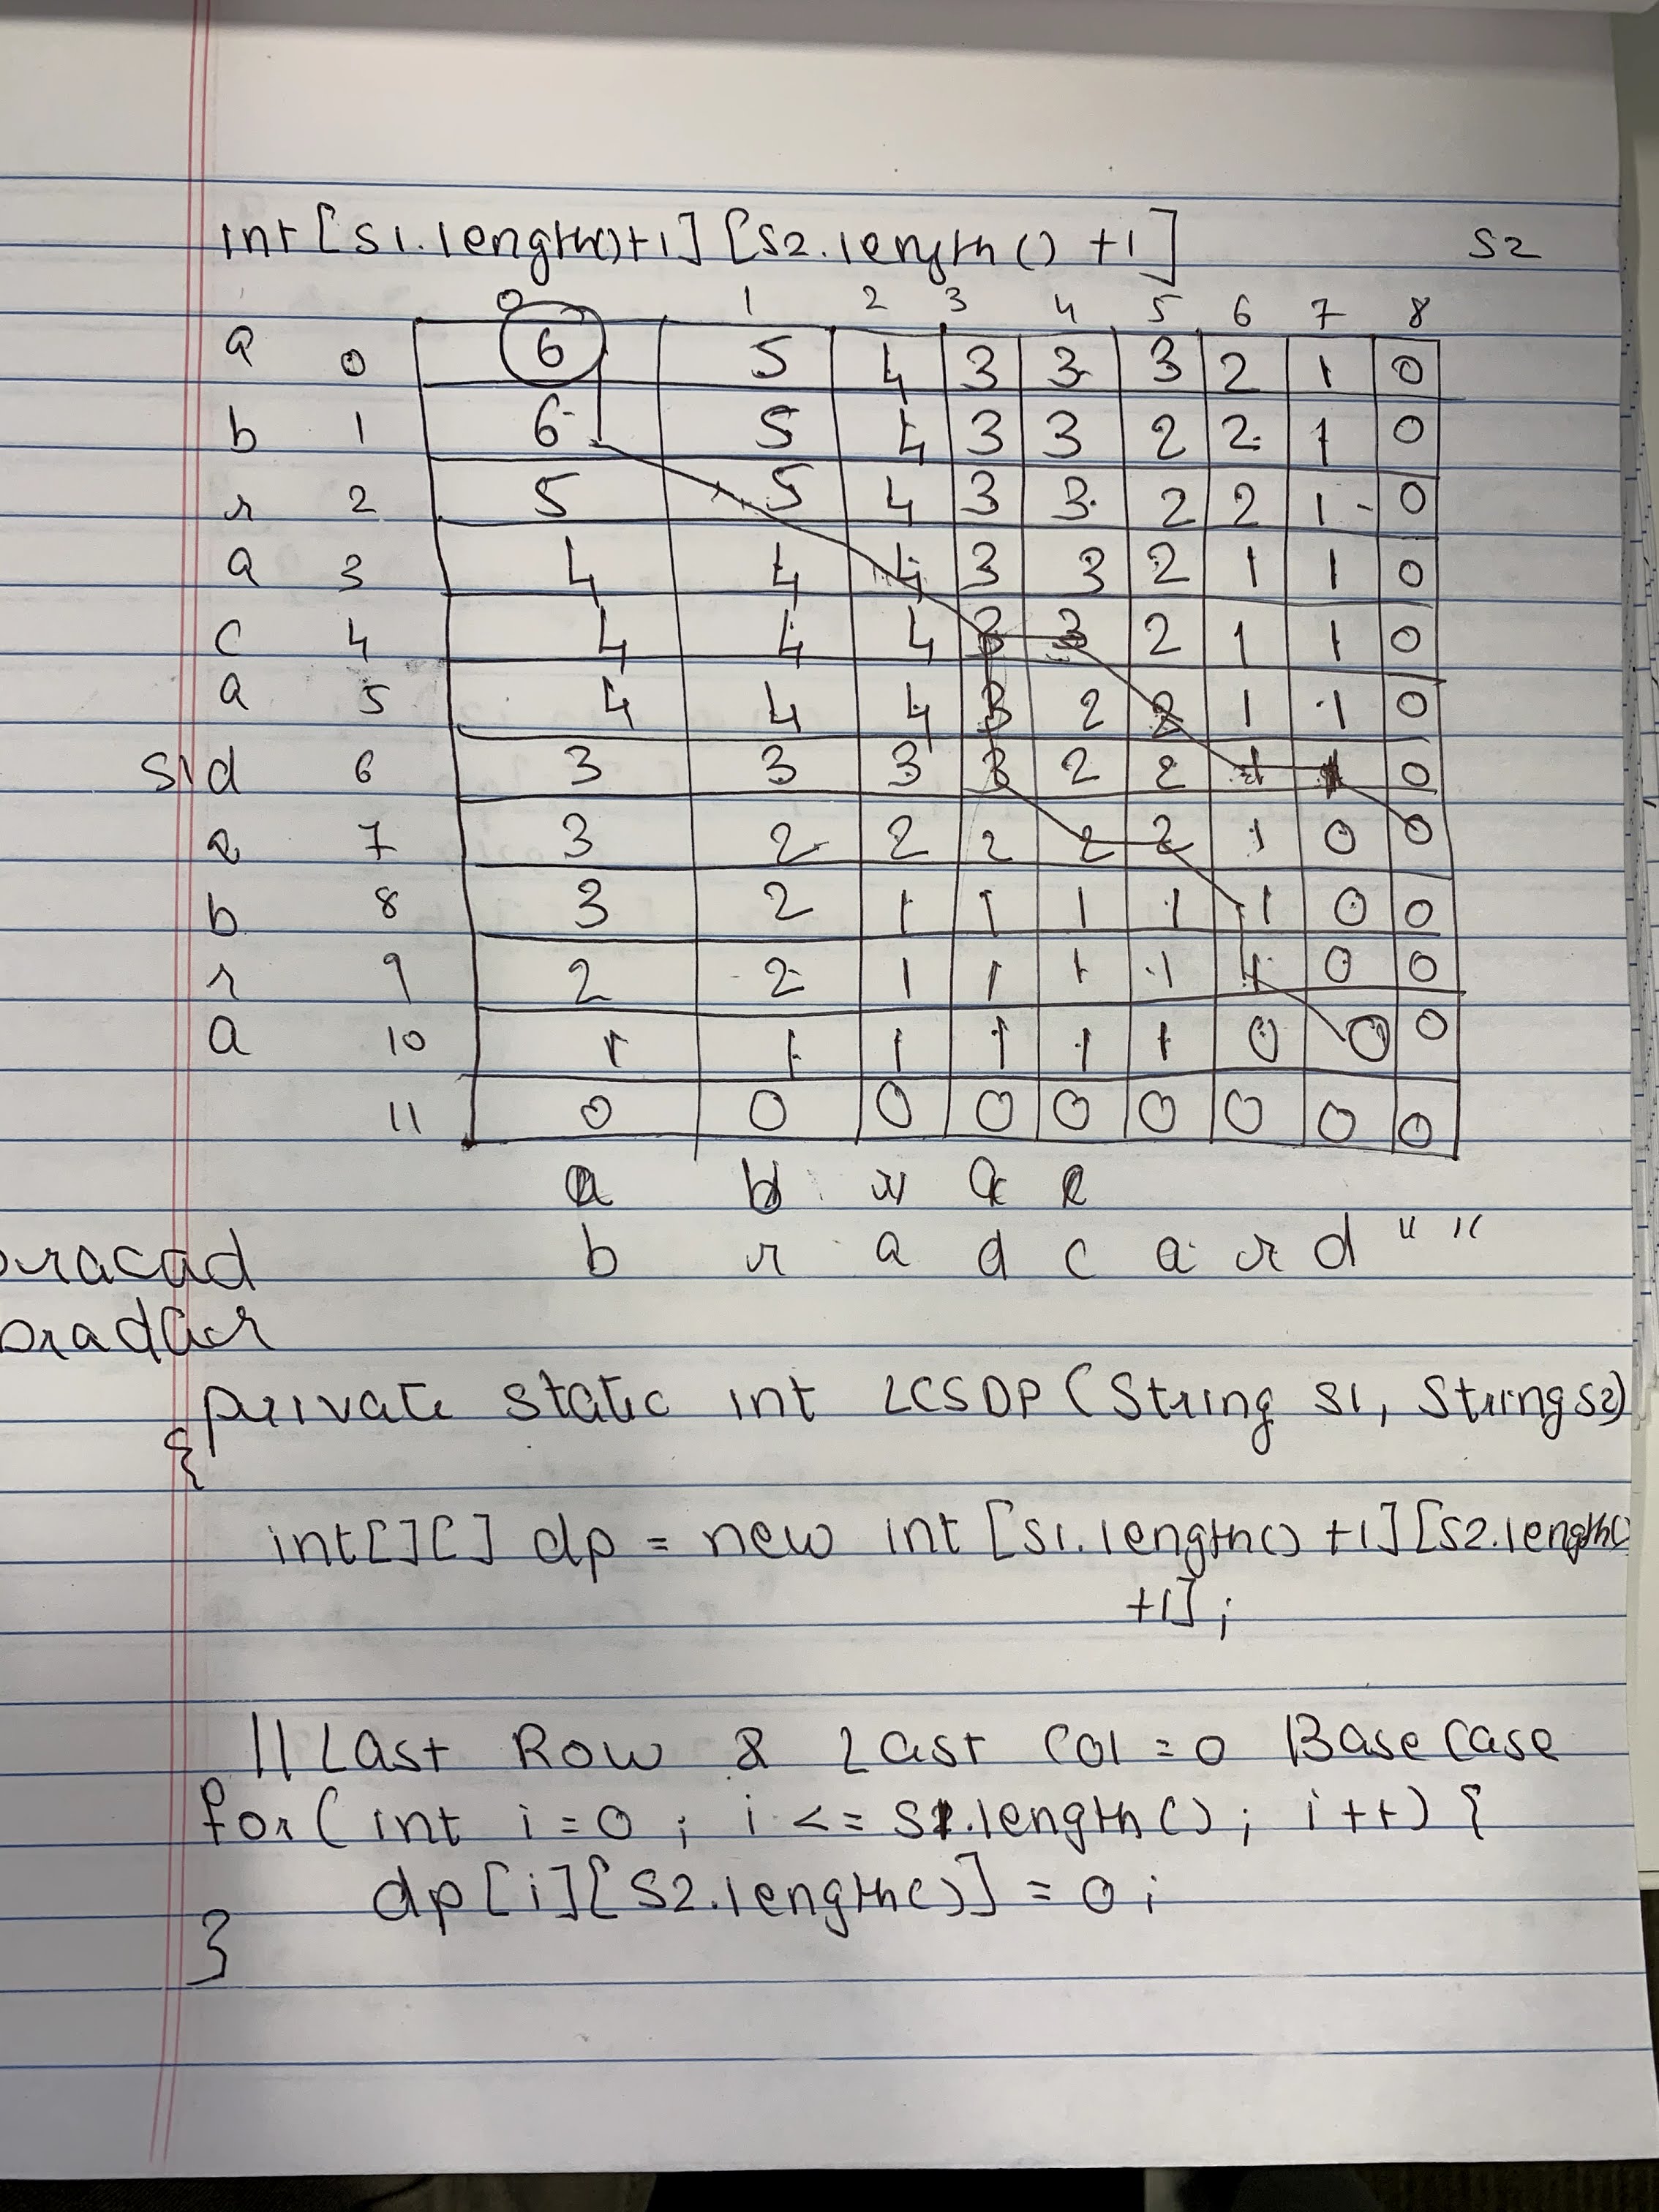 int[s1.length()+1][s2.length() +1] s2
0 1 2 3 4 5 6 7 8
a 0 6 5 4 3 3 3 2 1 0
b 1 6 5 4 3 3 2 2 1 0
r 2 5 5 4 3 3 2 2 1 0
a 3 4 4 4 3 3 2 1 1 0
c 4 4 4 4 3 3 2 1 1 0
a 5 4 4 4 3 2 2 1 1 0
s1 d 6 3 3 3 3 2 2 1 1 0
a 7 3 2 2 2 2 2 1 0 0
b 8 3 2 1 1 1 1 1 0 0
r 9 2 2 1 1 1 1 1 0 0
a 10 1 1 1 1 1 1 0 0 0
11 0 0 0 0 0 0 0 0 0
a b r a c
b r a d c a r d " "
racad
radar
private static int LCSDP (String s1, String s2)
{
int[][] dp = new int [s1.length() +1][s2.length()
+1];
//Last Row & Last Col = 0 Base Case
for( int i = 0 ; i <= s1.length() ; i++) {
dp[i][s2.length()] = 0;
}